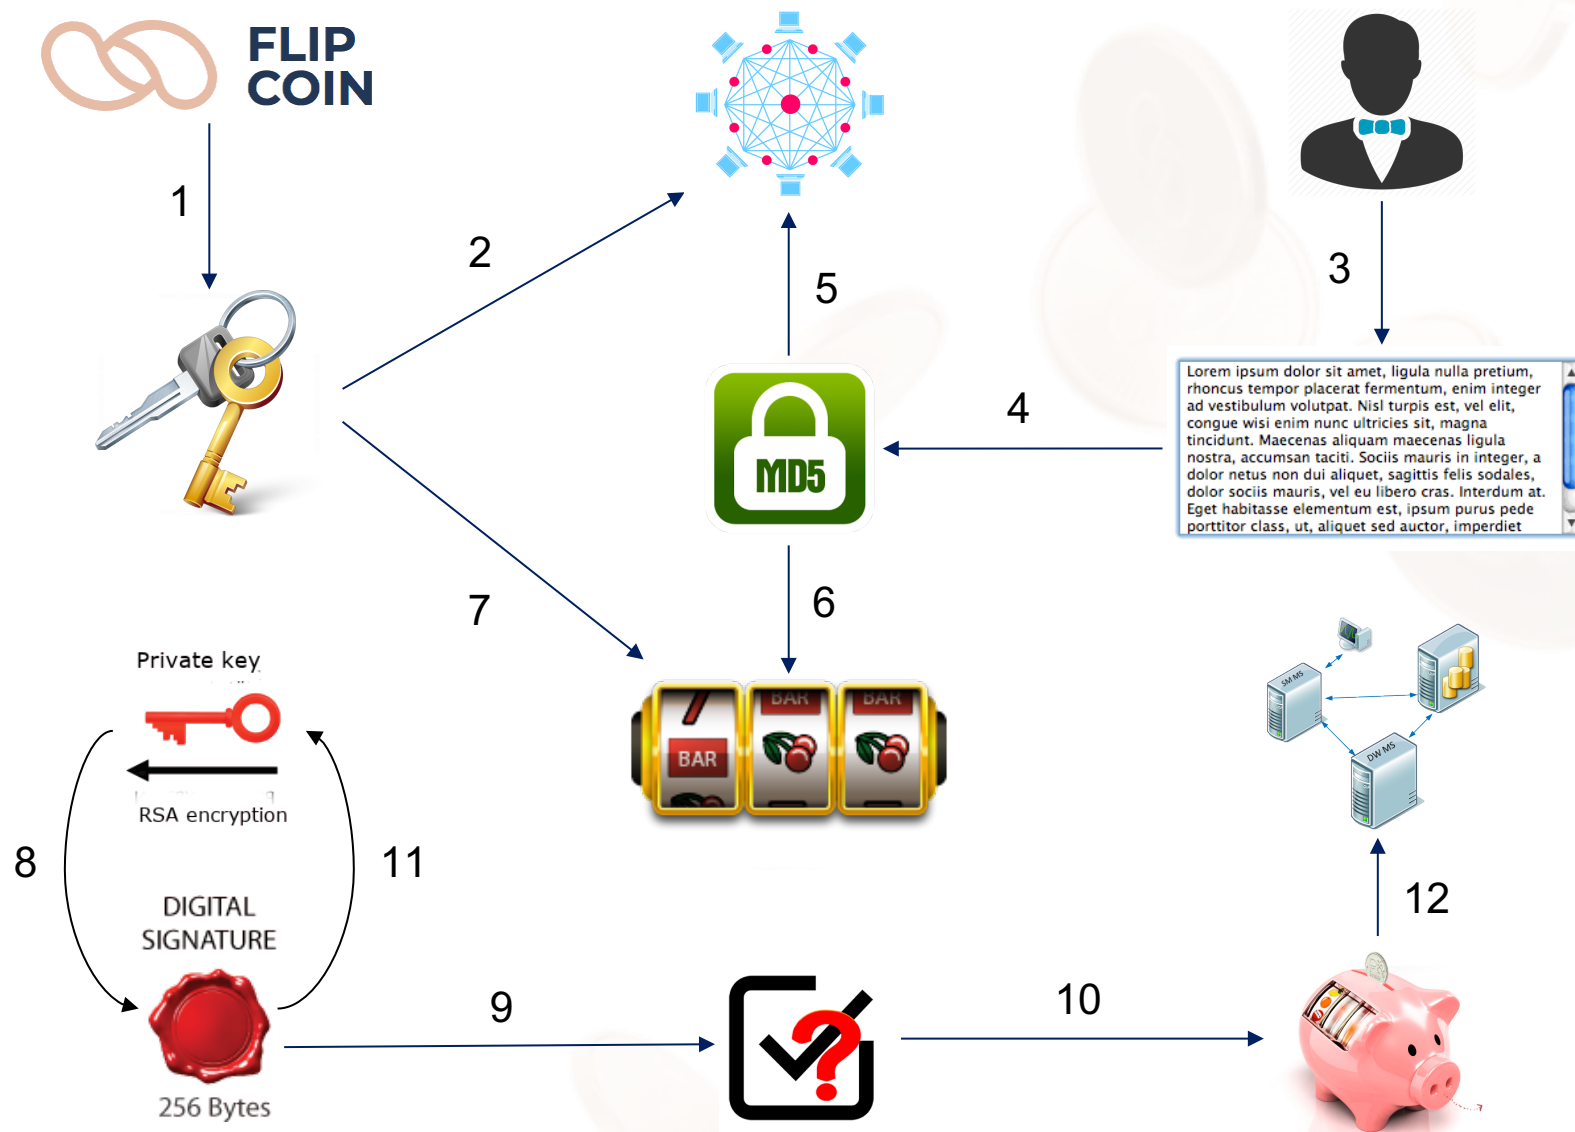 FLIP
COIN
1
2
3
5
Lorem ipsum dolor sit amet, ligula nulla pretium,
rhoncus tempor placerat fermentum, enim integer
ad vestibulum volutpat. Nisl turpis est, vel elit,
congue wisi enim nunc ultricies sit, magna
tincidunt. Maecenas aliquam maecenas ligula
nostra, accumsan taciti. Sociis mauris in integer, a
dolor netus non dui aliquet, sagittis felis sodales,
dolor sociis mauris, vel eu libero cras. Interdum at.
Eget habitasse elementum est, ipsum purus pede
porttitor class, ut, aliquet sed auctor, imperdiet
4
MD5
7
6
Private key
RSA encryption
BAR
BAR
BAR
SM MS
DW MS
8
11
12
DIGITAL
SIGNATURE
256 Bytes
9
10